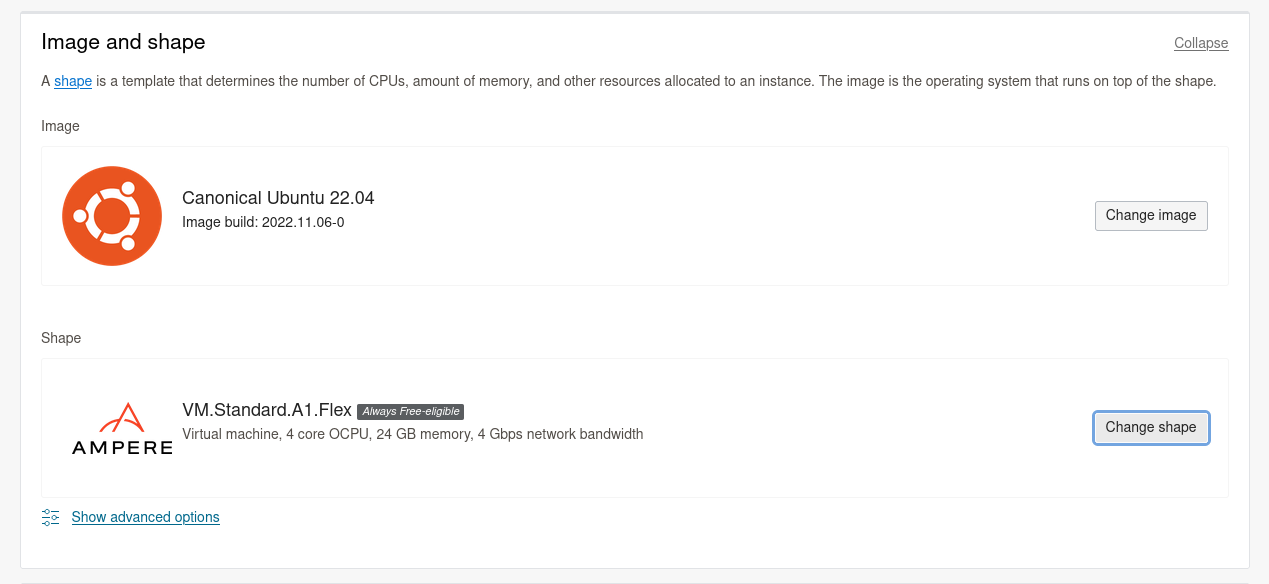 Image and shape
Collapse
A shape is a template that determines the number of CPUs, amount of memory, and other resources allocated to an instance. The image is the operating system that runs on top of the shape.
Image
Canonical Ubuntu 22.04
Image build: 2022.11.06-0
Change image
Shape
AMPERE
VM.Standard.A1.Flex Always Free-eligible
Virtual machine, 4 core OCPU, 24 GB memory, 4 Gbps network bandwidth
Change shape
Show advanced options